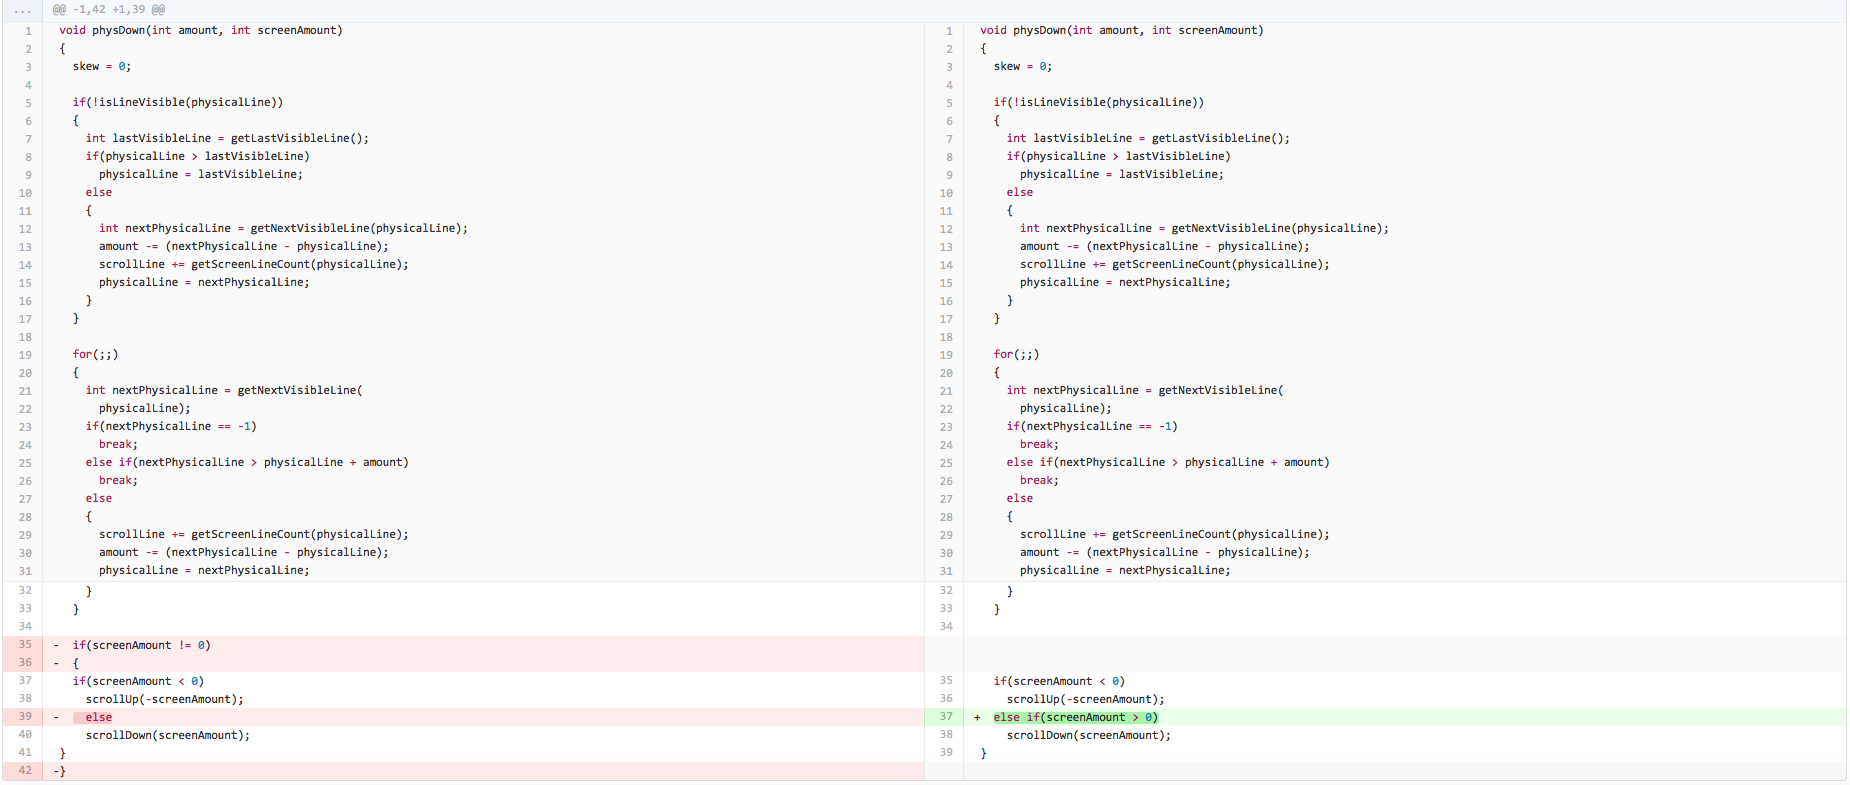 ... @@ -1,42 +1,39 @@
1 void physDown(int amount, int screenAmount)
2 {
3   skew = 0;
4
5   if(!isLineVisible(physicalLine))
6   {
7     int lastVisibleLine = getLastVisibleLine();
8     if(physicalLine > lastVisibleLine)
9       physicalLine = lastVisibleLine;
10     else
11     {
12       int nextPhysicalLine = getNextVisibleLine(physicalLine);
13       amount -= (nextPhysicalLine - physicalLine);
14       scrollLine += getScreenLineCount(physicalLine);
15       physicalLine = nextPhysicalLine;
16     }
17   }
18
19   for(;;)
20   {
21     int nextPhysicalLine = getNextVisibleLine(
22       physicalLine);
23     if(nextPhysicalLine == -1)
24       break;
25     else if(nextPhysicalLine > physicalLine + amount)
26       break;
27     else
28     {
29       scrollLine += getScreenLineCount(physicalLine);
30       amount -= (nextPhysicalLine - physicalLine);
31       physicalLine = nextPhysicalLine;
32     }
33   }
34
35 -  if(screenAmount != 0)
36 -  {
37   if(screenAmount < 0)
38     scrollUp(-screenAmount);
39 -    else
40     scrollDown(screenAmount);
41 }
42 -}
1 void physDown(int amount, int screenAmount)
2 {
3   skew = 0;
4
5   if(!isLineVisible(physicalLine))
6   {
7     int lastVisibleLine = getLastVisibleLine();
8     if(physicalLine > lastVisibleLine)
9       physicalLine = lastVisibleLine;
10     else
11     {
12       int nextPhysicalLine = getNextVisibleLine(physicalLine);
13       amount -= (nextPhysicalLine - physicalLine);
14       scrollLine += getScreenLineCount(physicalLine);
15       physicalLine = nextPhysicalLine;
16     }
17   }
18
19   for(;;)
20   {
21     int nextPhysicalLine = getNextVisibleLine(
22       physicalLine);
23     if(nextPhysicalLine == -1)
24       break;
25     else if(nextPhysicalLine > physicalLine + amount)
26       break;
27     else
28     {
29       scrollLine += getScreenLineCount(physicalLine);
30       amount -= (nextPhysicalLine - physicalLine);
31       physicalLine = nextPhysicalLine;
32     }
33   }
34
35   if(screenAmount < 0)
36     scrollUp(-screenAmount);
37 +  else if(screenAmount > 0)
38     scrollDown(screenAmount);
39 }